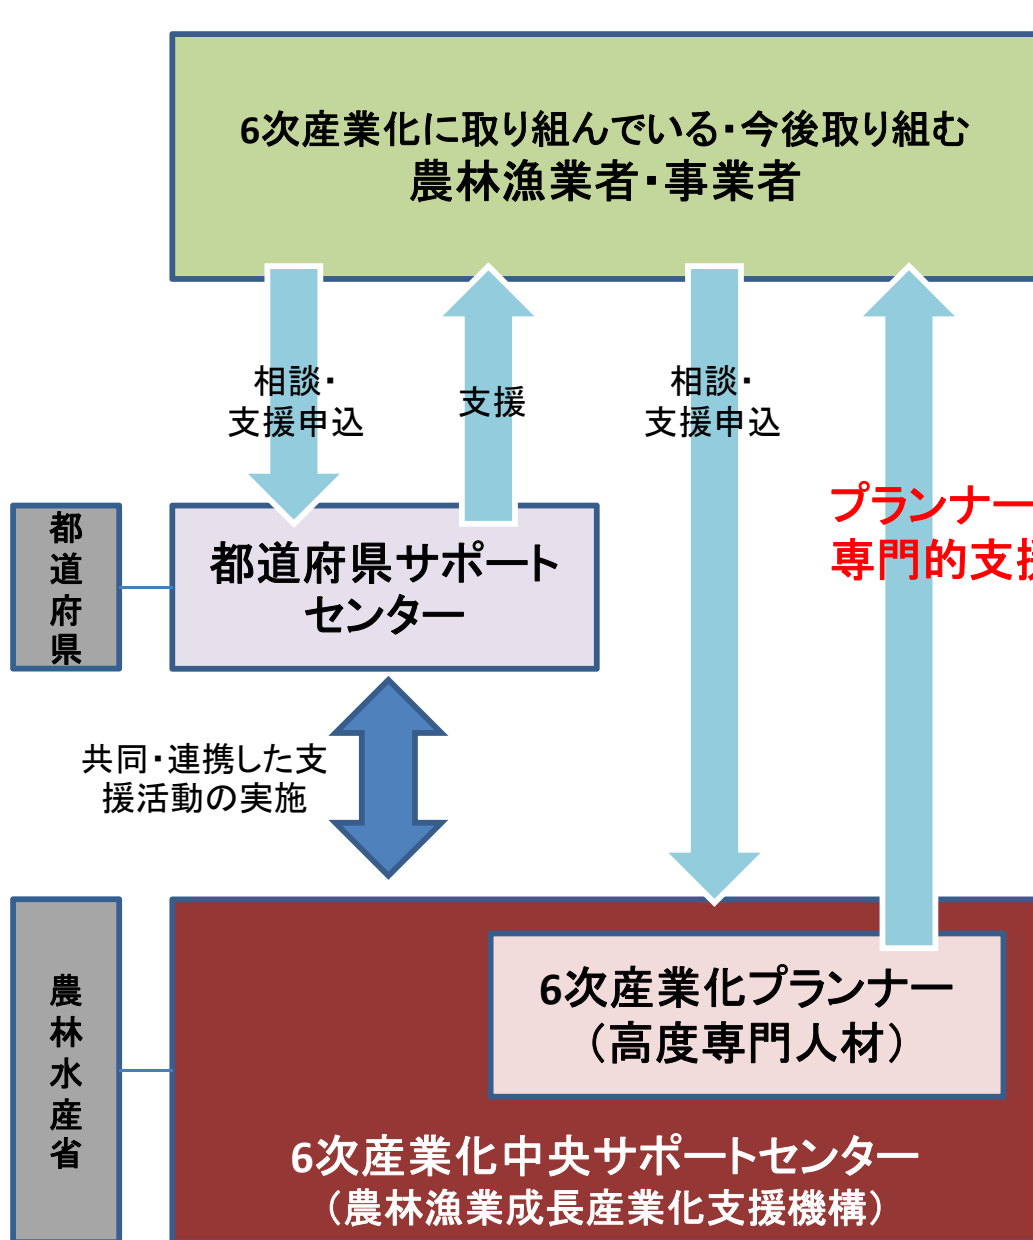 6次産業化に取り組んでいる・今後取り組む
農林漁業者・事業者
相談・
支援申込
支援
相談・
支援申込
プランナー
専門的支援
都道府県
都道府県サポート
センター
共同・連携した支
援活動の実施
農林水産省
6次産業化プランナー
（高度専門人材）
6次産業化中央サポートセンター
（農林漁業成長産業化支援機構）